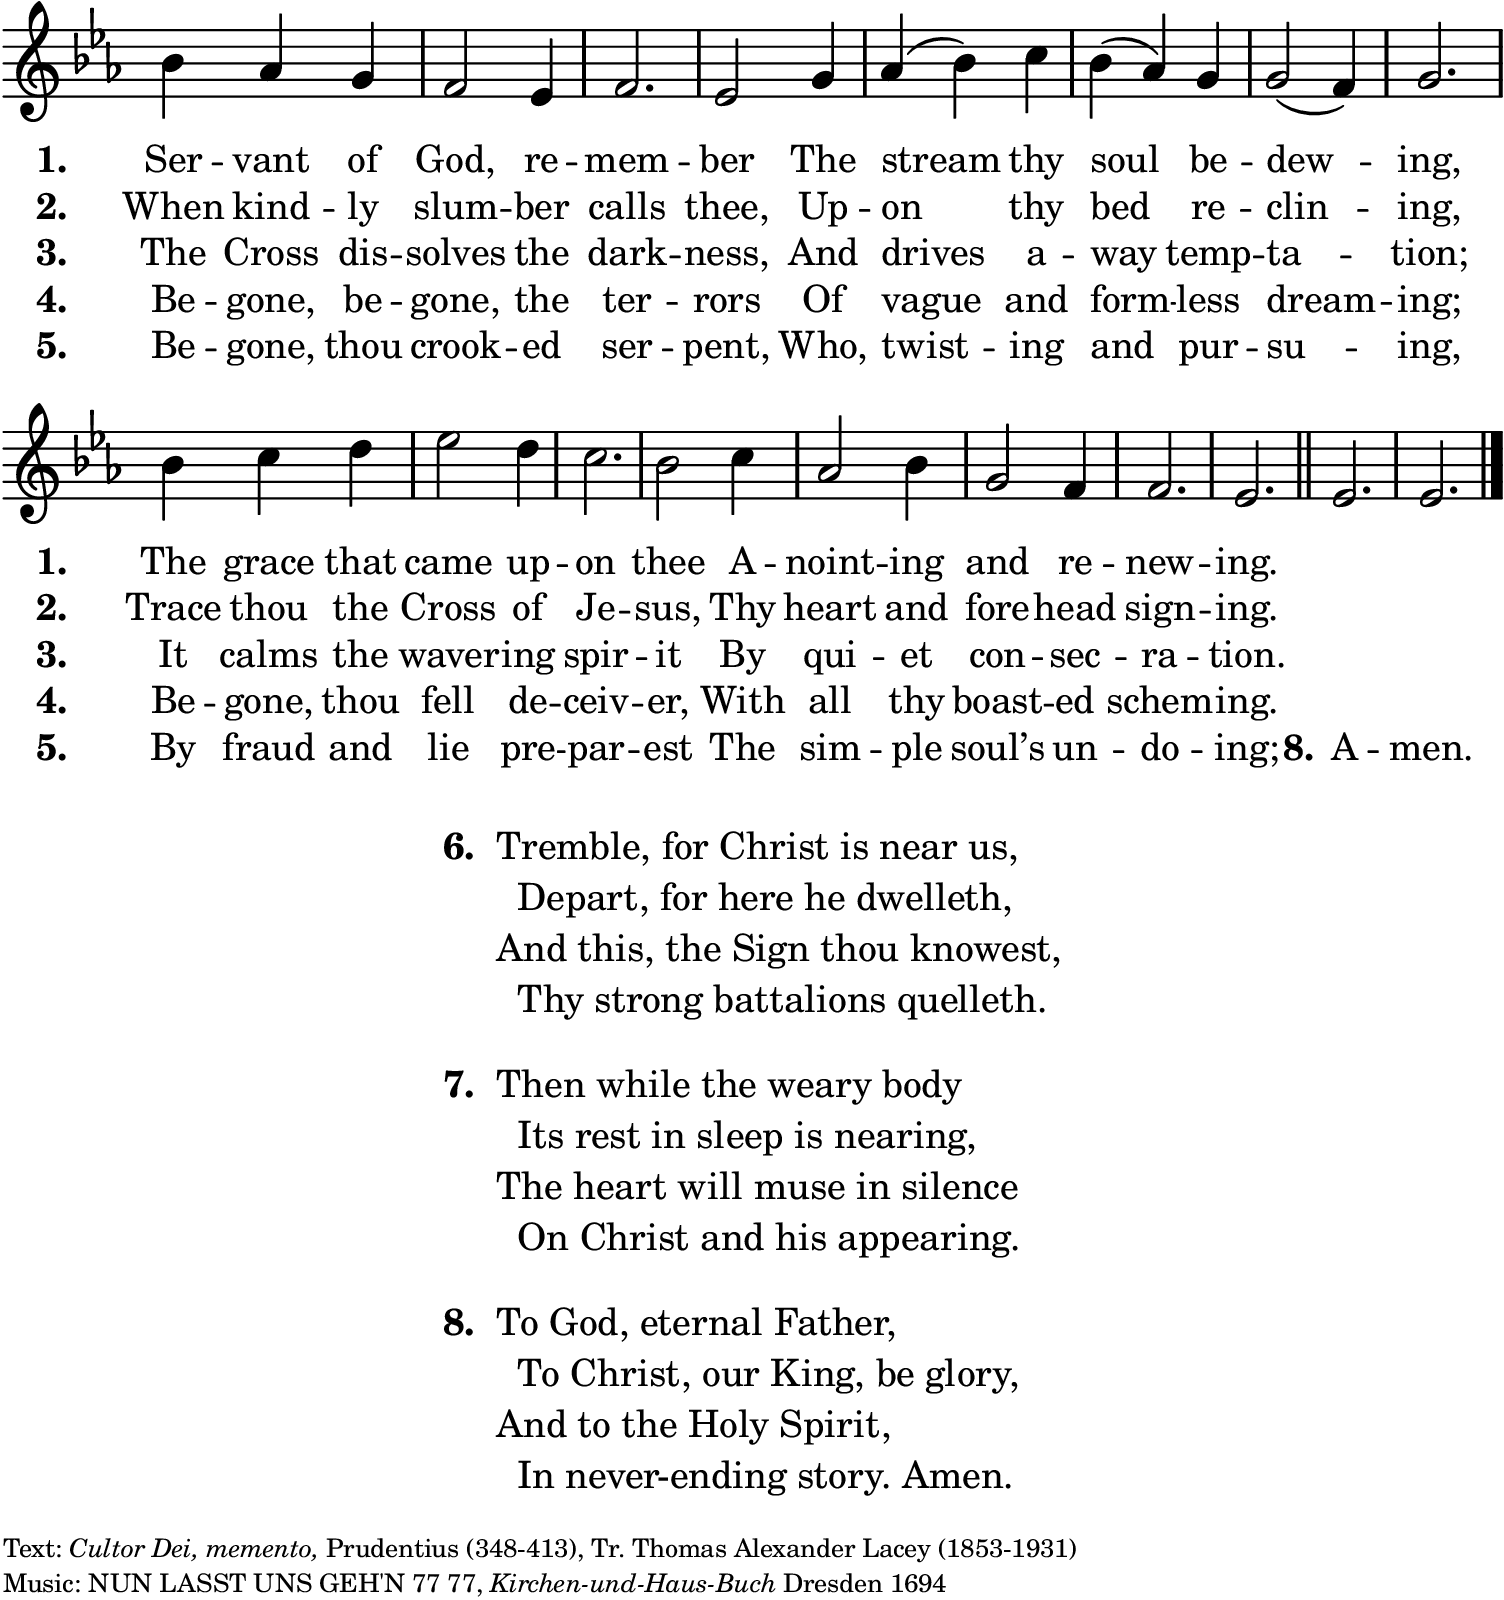 1. Ser -- vant of God, re -- mem -- ber The stream thy soul be -- dew -- ing,
2. When kind -- ly slum -- ber calls thee, Up -- on thy bed re -- clin -- ing,
3. The Cross dis -- solves the dark -- ness, And drives a -- way temp -- ta -- tion;
4. Be -- gone, be -- gone, the ter -- rors Of vague and form -- less dream -- ing;
5. Be -- gone, thou crook -- ed ser -- pent, Who, twist -- ing and pur -- su -- ing,
1. The grace that came up -- on thee A -- noint -- ing and re -- new -- ing.
2. Trace thou the Cross of Je -- sus, Thy heart and forehead sign -- ing.
3. It calms the wavering spir -- it By qui -- et con -- sec -- ra -- tion.
4. Be -- gone, thou fell de -- ceiv -- er, With all thy boast -- ed scheming.
5. By fraud and lie pre -- par -- est The sim -- ple soul’s un -- do -- ing; 8. A -- men.
6. Tremble, for Christ is near us,
Depart, for here he dwelleth,
And this, the Sign thou knowest,
Thy strong battalions quelleth.
7. Then while the weary body
Its rest in sleep is nearing,
The heart will muse in silence
On Christ and his appearing.
8. To God, eternal Father,
To Christ, our King, be glory,
And to the Holy Spirit,
In never-ending story. Amen.
Text: Cultor Dei, memento, Prudentius (348-413), Tr. Thomas Alexander Lacey (1853-1931)
Music: NUN LASST UNS GEH'N 77 77, Kirchen-und-Haus-Buch Dresden 1694